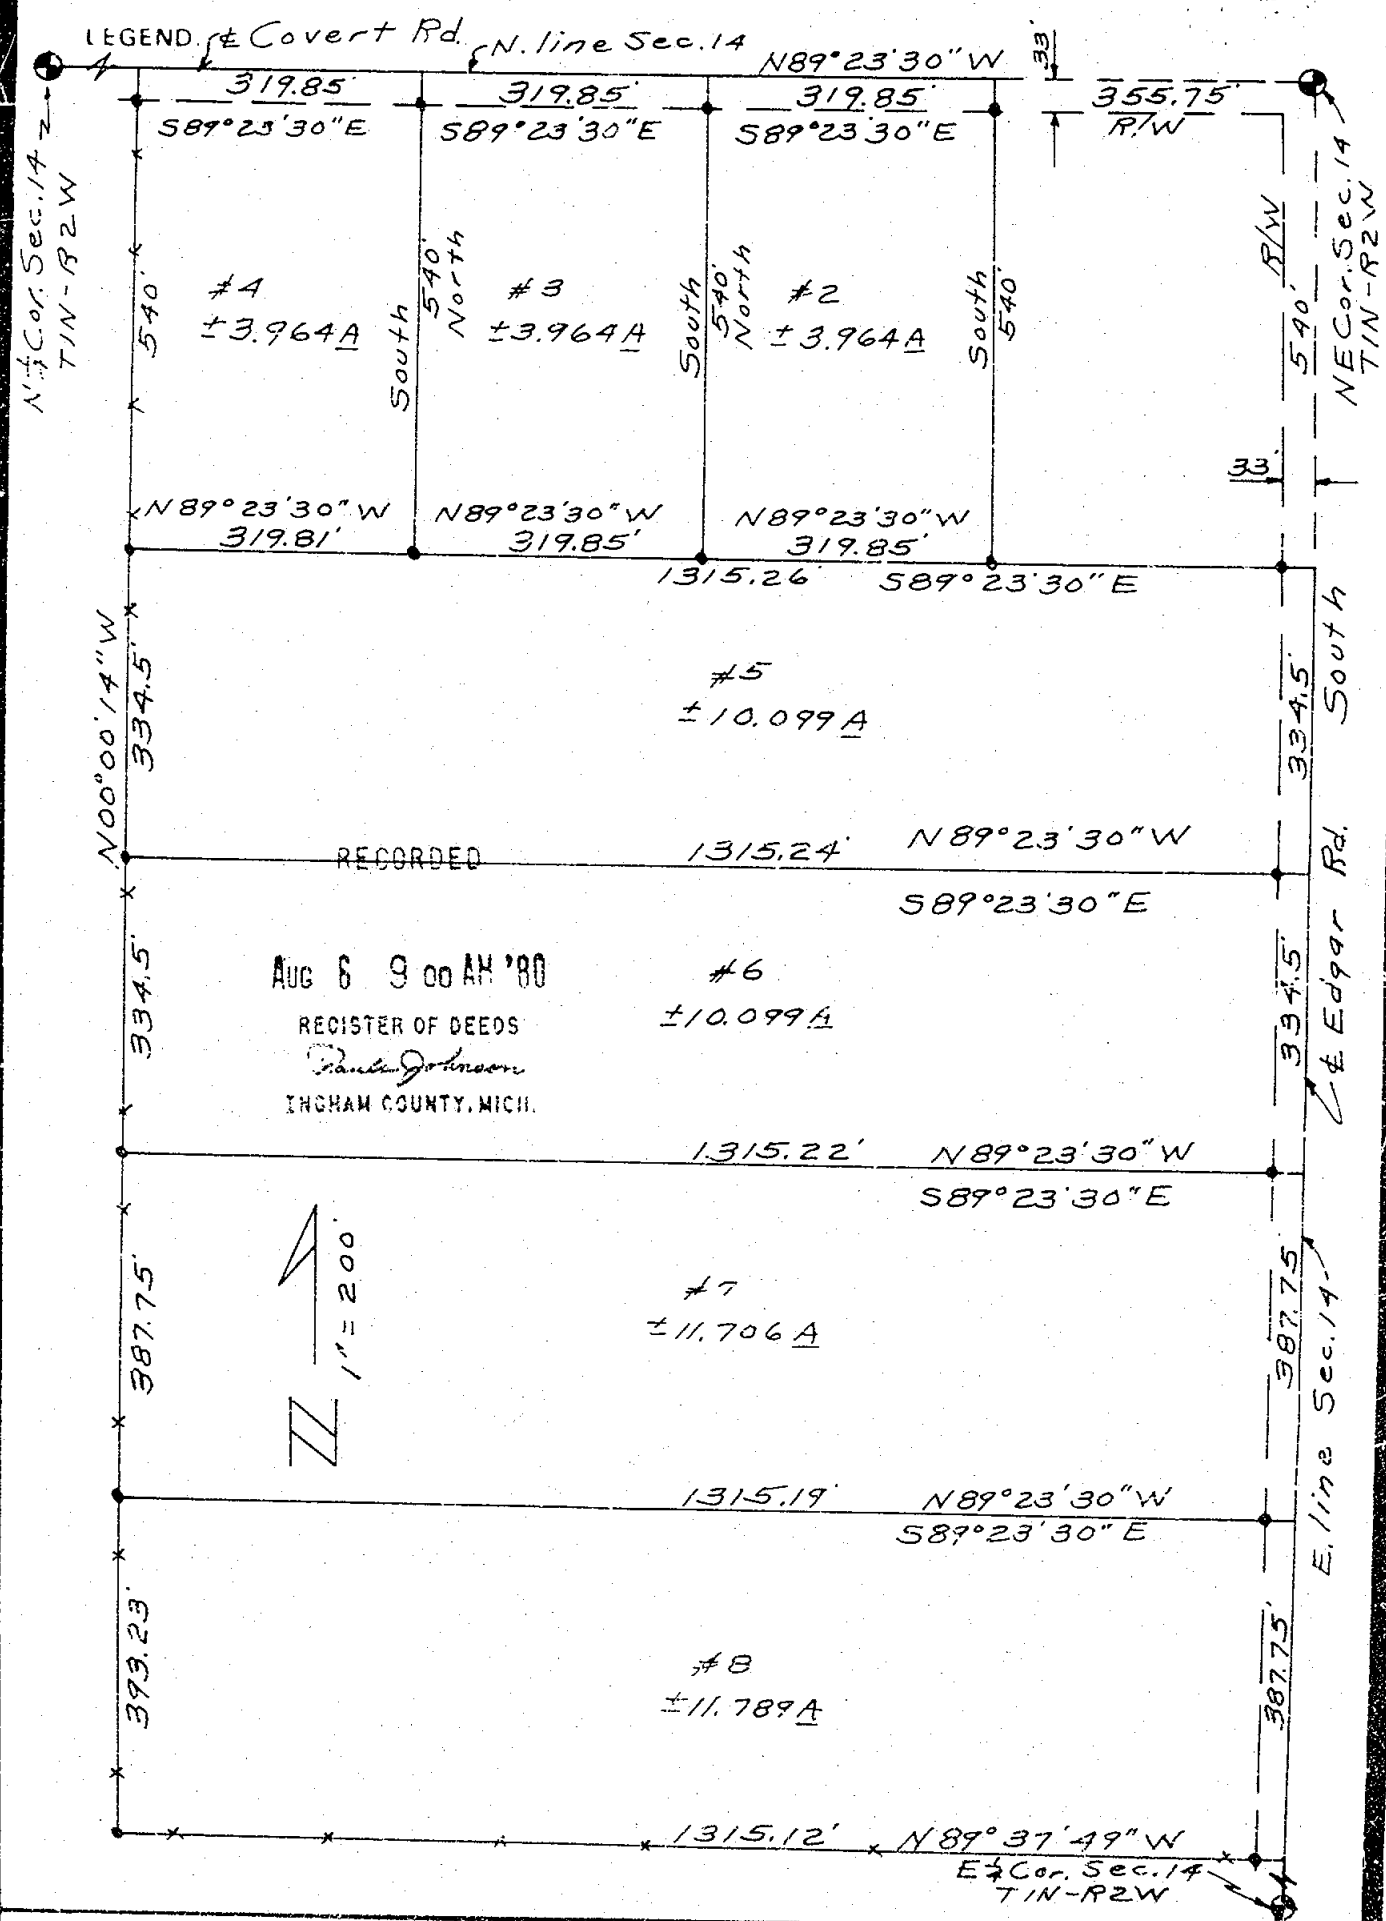 LEGEND
℄ Covert Rd.
N. line Sec. 14
N89°23'30"W
33'
319.85'
319.85'
319.85'
355.75'
S89°23'30"E
S89°23'30"E
S89°23'30"E
R/W
N ¼ Cor. Sec. 14
T1N-R2W
NE Cor. Sec. 14
T1N-R2W
R/W
540'
540'
North
South
540'
North
South
South
540'
540'
#4
±3.964A
#3
±3.964A
#2
±3.964A
33'
N89°23'30"W
319.81'
N89°23'30"W
319.85'
N89°23'30"W
319.85'
1315.26' S89°23'30"E
N00°00'14"W
334.5'
#5
±10.099A
334.5'
South
RECORDED
1315.24' N89°23'30"W
S89°23'30"E
334.5'
AUG 6 9 00 AM '80
REGISTER OF DEEDS
Paula Johnson
INGHAM COUNTY, MICH.
#6
±10.099A
334.5'
℄ Edgar Rd.
1315.22' N89°23'30"W
S89°23'30"E
387.75'
N
1" = 200'
#7
±11.706A
387.75'
E. line Sec. 14
1315.19' N89°23'30"W
S89°23'30"E
393.23'
#8
±11.789A
387.75'
1315.12' N89°37'49"W
E ¼ Cor. Sec. 14
T1N-R2W